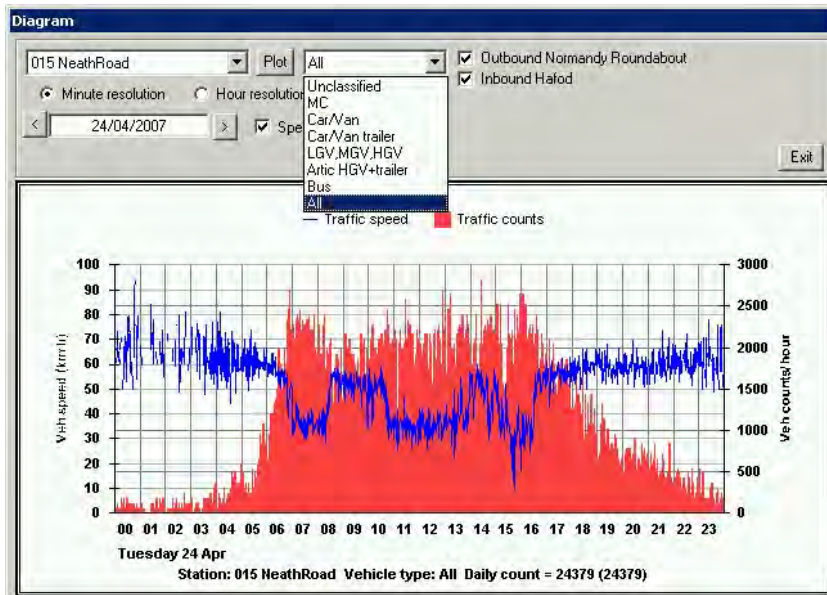 Diagram
015 NeathRoad Plot All
Outbound Normandy Roundabout
Inbound Hafod
Minute resolution Hour resolution
< 24/04/2007 >
Unclassified
MC
Car/Van
Car/Van trailer
LGV,MGV,HGV
Artic HGV+trailer
Bus
All
Exit
Traffic speed Traffic counts
100 3000
90
80 2500
70
60 2000
50 1500
40
30 1000
20 500
10
0 0
Veh speed (km/h)
Veh counts/hour
00 01 02 03 04 05 06 07 08 09 10 11 12 13 14 15 16 17 18 19 20 21 22 23
Tuesday 24 Apr
Station: 015 NeathRoad Vehicle type: All Daily count = 24379 (24379)